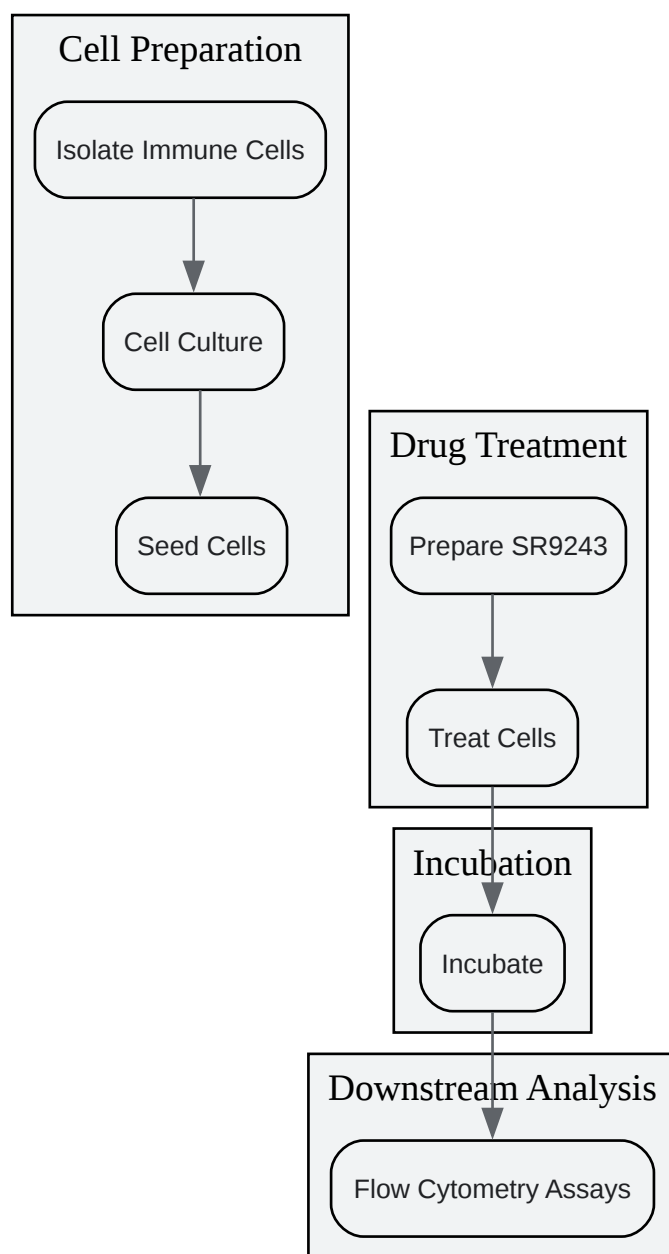 Cell Preparation
Isolate Immune Cells
Cell Culture
Seed Cells
Drug Treatment
Prepare SR9243
Treat Cells
Incubation
Incubate
Downstream Analysis
Flow Cytometry Assays